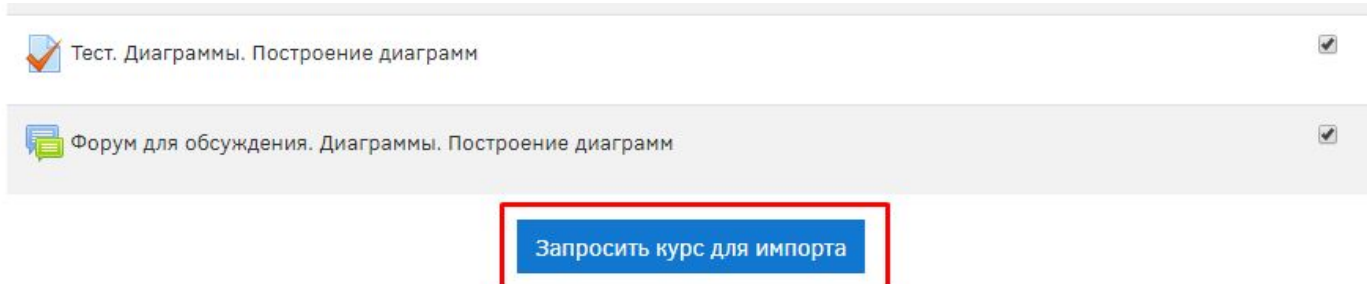 Тест. Диаграммы. Построение диаграмм
Форум для обсуждения. Диаграммы. Построение диаграмм
Запросить курс для импорта